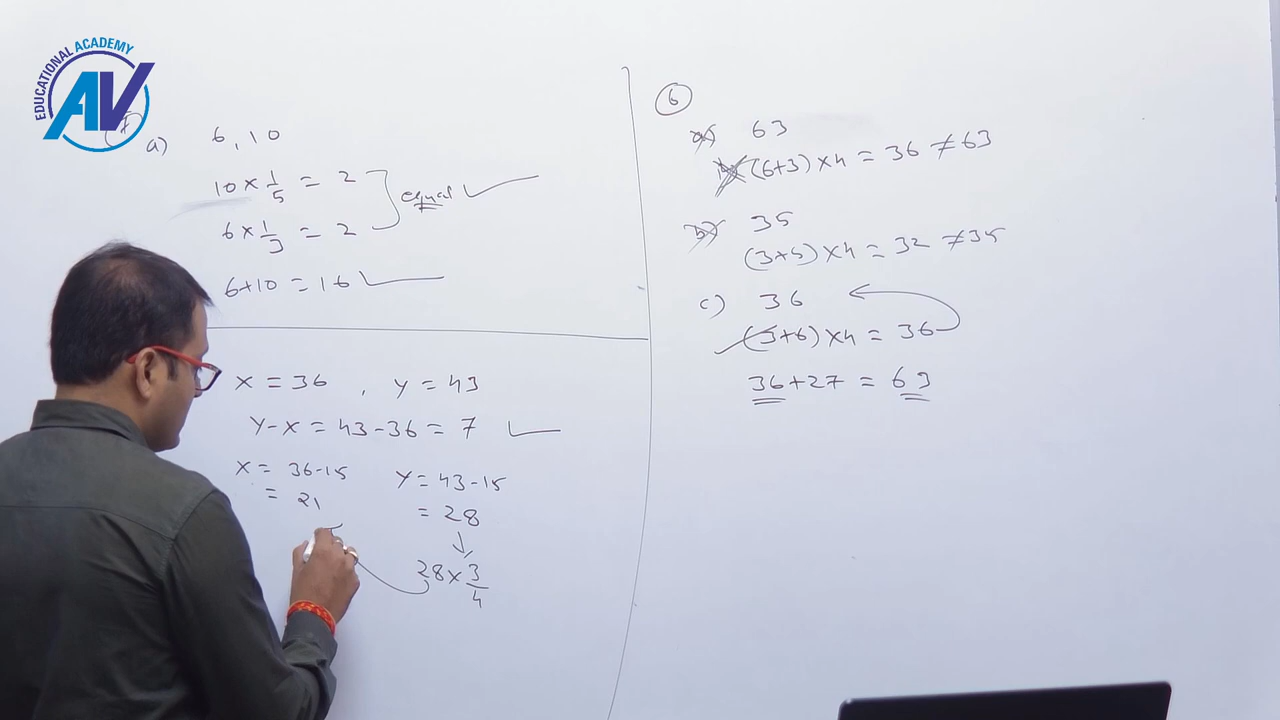 EDUCATIONAL ACADEMY
AV
a) 6, 10
10 × 1/5 = 2
6 × 1/3 = 2
equal ✓
6+10 = 16 ✓
x = 36 , y = 43
y-x = 43-36 = 7 ✓
x = 36-15
= 21
y = 43-15
= 28
↓
28 × 3/4
6
a) 63
(6+3) ×4 = 36 ≠ 63
b) 35
(3+5) ×4 = 32 ≠ 35
c) 36
(3+6) ×4 = 36
36+27 = 63